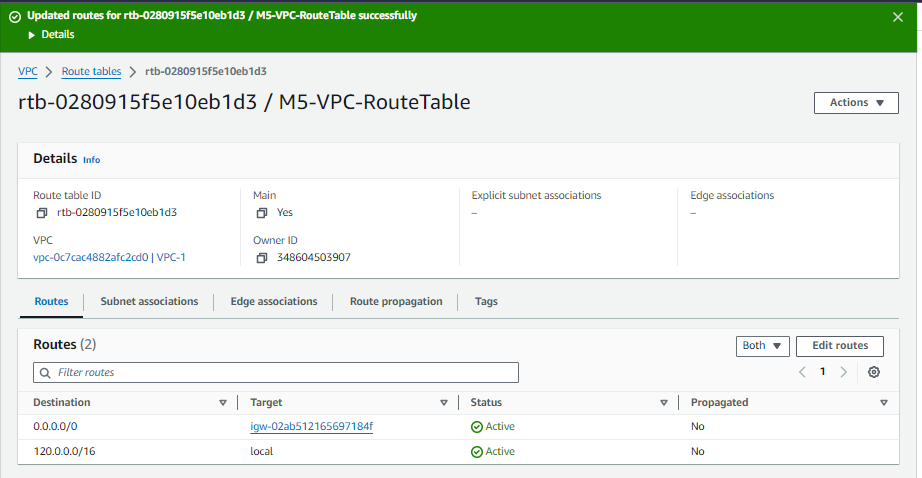 Updated routes for rtb-0280915f5e10eb1d3 / M5-VPC-RouteTable successfully
Details
VPC Route tables rtb-0280915f5e10eb1d3
rtb-0280915f5e10eb1d3 / M5-VPC-RouteTable
Actions
Details Info
Route table ID Main Explicit subnet associations Edge associations
rtb-0280915f5e10eb1d3 Yes – –
VPC Owner ID
vpc-0c7cac4882afc2cd0 | VPC-1 348604503907
Routes Subnet associations Edge associations Route propagation Tags
Routes (2) Both Edit routes
Filter routes 1
Destination Target Status Propagated
0.0.0.0/0 igw-02ab512165697184f Active No
120.0.0.0/16 local Active No